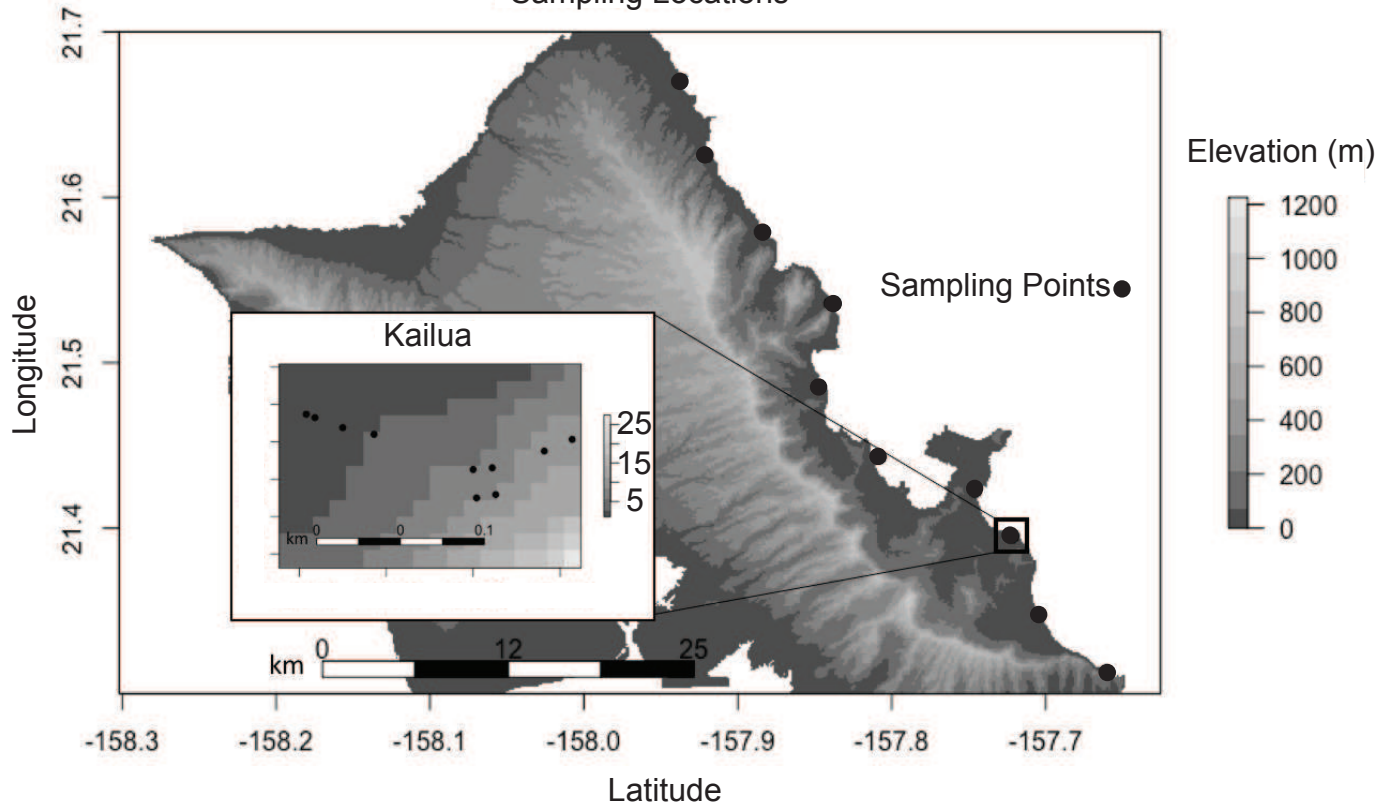 Sampling Locations
21.7
21.6
21.5
21.4
Longitude
-158.3 -158.2 -158.1 -158.0 -157.9 -157.8 -157.7
Latitude
Sampling Points
Elevation (m)
1200
1000
800
600
400
200
0
Kailua
25
15
5
km 0 0 0.1
km 0 12 25